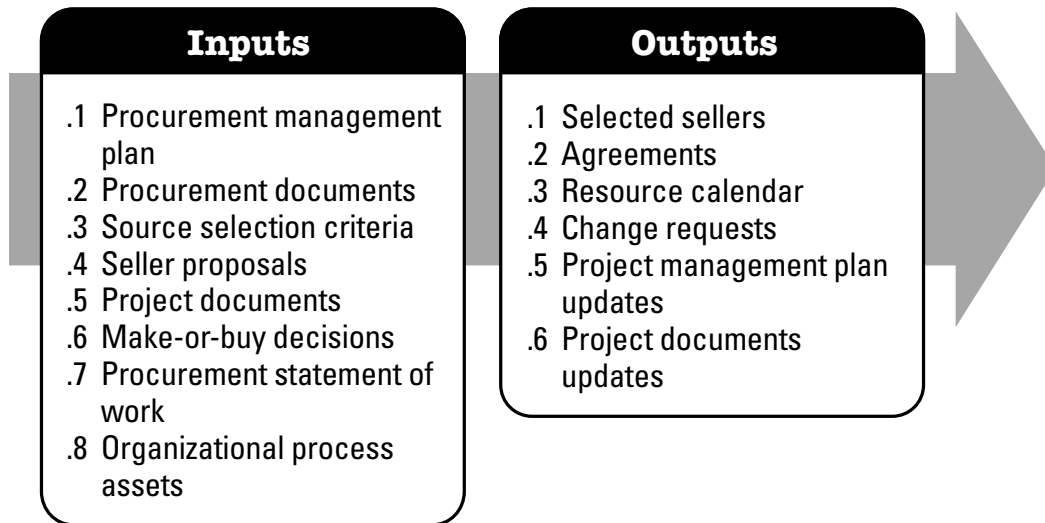 Inputs
.1 Procurement management
plan
.2 Procurement documents
.3 Source selection criteria
.4 Seller proposals
.5 Project documents
.6 Make-or-buy decisions
.7 Procurement statement of
work
.8 Organizational process
assets
Outputs
.1 Selected sellers
.2 Agreements
.3 Resource calendar
.4 Change requests
.5 Project management plan
updates
.6 Project documents
updates